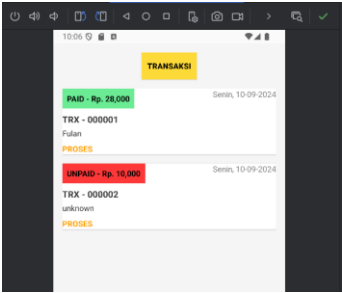 10:06
TRANSAKSI
PAID - Rp. 28,000
Senin, 10-09-2024
TRX - 000001
Fulan
PROSES
UNPAID - Rp. 10,000
Senin, 10-09-2024
TRX - 000002
unknown
PROSES